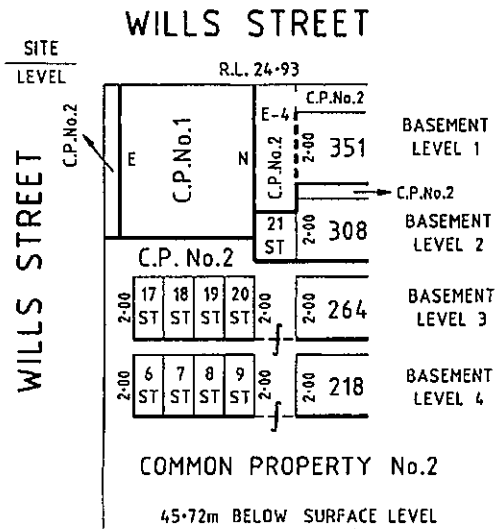 WILLS STREET
SITE
LEVEL
R.L. 24·93
C.P.No.2
WILLS STREET
C.P.No.2
E
C.P.No.1
N
E-4
C.P.No.2
2·00
351
BASEMENT
LEVEL 1
C.P.No.2
21
ST
2·00
308
BASEMENT
LEVEL 2
C.P. No.2
2·00
17
ST
18
ST
19
ST
20
ST
2·00
2·00
264
BASEMENT
LEVEL 3
2·00
6
ST
7
ST
8
ST
9
ST
2·00
2·00
218
BASEMENT
LEVEL 4
COMMON PROPERTY No.2
45·72m BELOW SURFACE LEVEL